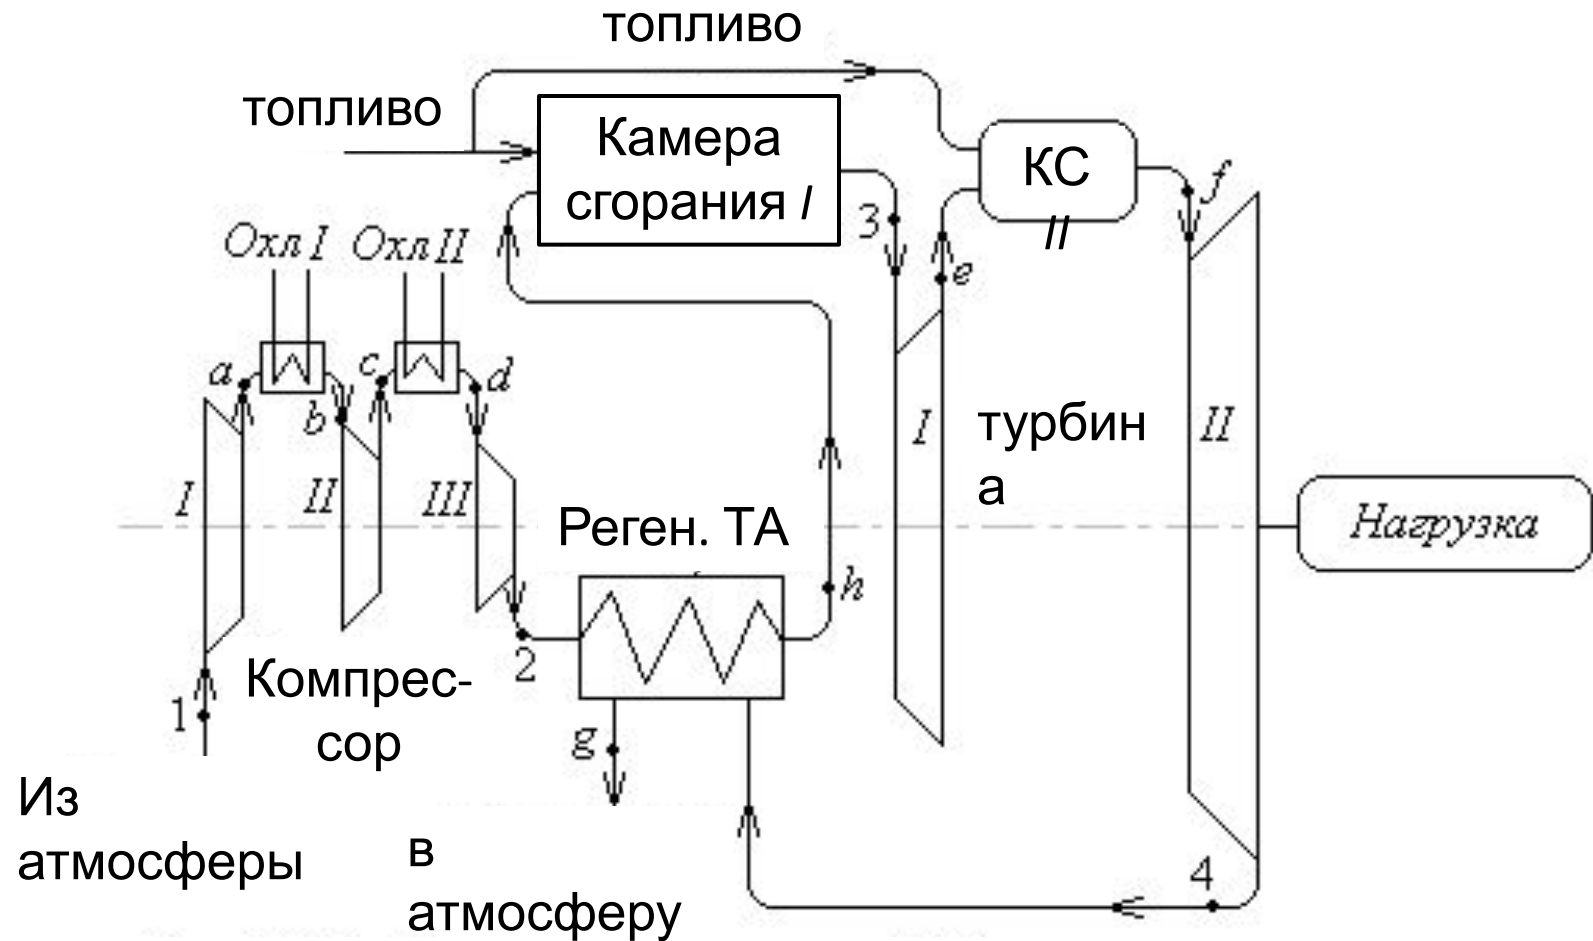 топливо
топливо
Камера
сгорания I
КС
II
f
3
Охл I
Охл II
e
a
c
d
b
I
II
III
I
турбин
а
II
Реген. ТА
Нагрузка
h
2
Компрес-
сор
1
g
4
Из
атмосферы
в
атмосферу